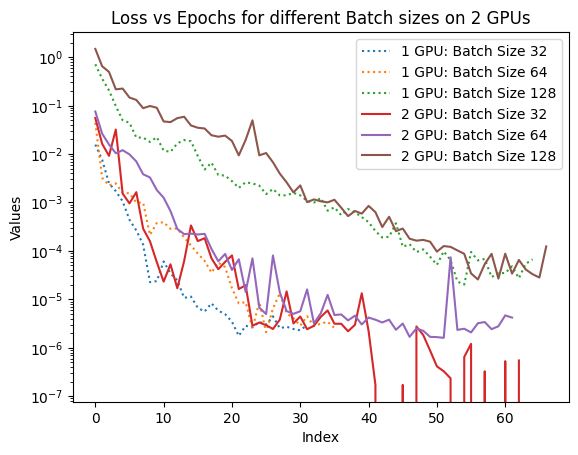 Loss vs Epochs for different Batch sizes on 2 GPUs
1 GPU: Batch Size 32
1 GPU: Batch Size 64
1 GPU: Batch Size 128
2 GPU: Batch Size 32
2 GPU: Batch Size 64
2 GPU: Batch Size 128
Values
10⁰
10⁻¹
10⁻²
10⁻³
10⁻⁴
10⁻⁵
10⁻⁶
10⁻⁷
0 10 20 30 40 50 60
Index